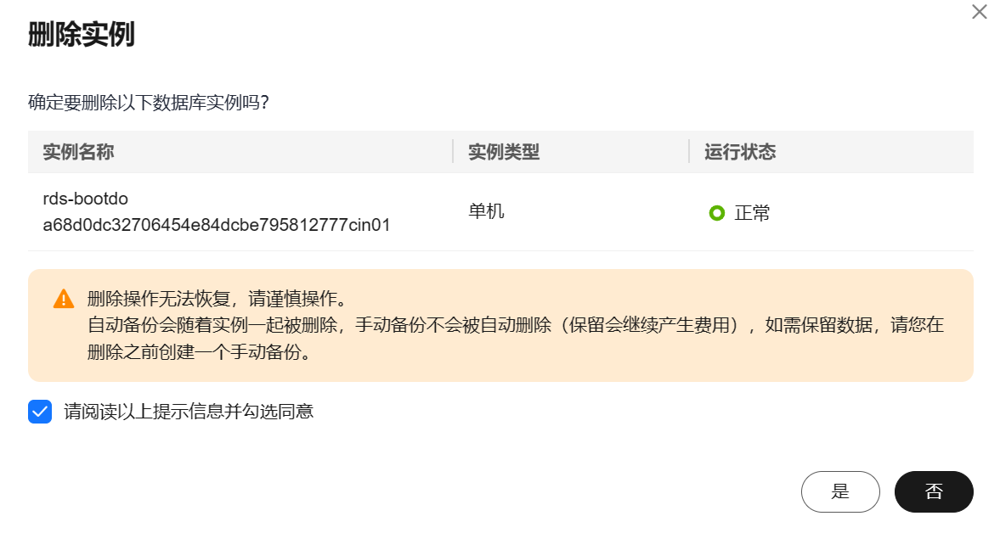 删除实例
确定要删除以下数据库实例吗?
实例名称 实例类型 运行状态
rds-bootdo
a68d0dc32706454e84dcbe795812777cin01
单机
正常
删除操作无法恢复，请谨慎操作。
自动备份会随着实例一起被删除，手动备份不会被自动删除（保留会继续产生费用），如需保留数据，请您在
删除之前创建一个手动备份。
请阅读以上提示信息并勾选同意
是 否